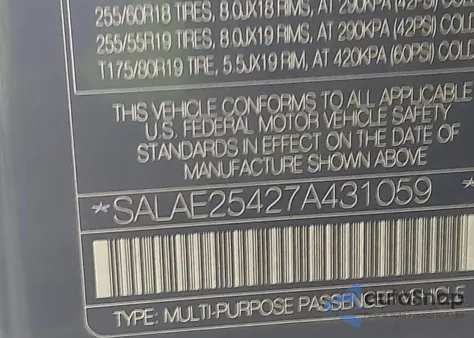 255/60R18 TIRES, 8.0JX18 RIMS, AT 290KPA (42PSI) COLD
255/55R19 TIRES, 8.0JX19 RIM, AT 290KPA (42PSI) COLD
T175/80R19 TIRE, 5.5JX19 RIM, AT 420KPA (60PSI) COLD
THIS VEHICLE CONFORMS TO ALL APPLICABLE
U.S. FEDERAL MOTOR VEHICLE SAFETY
STANDARDS IN EFFECT ON THE DATE OF
MANUFACTURE SHOWN ABOVE
*SALAE25427A431059 *
TYPE: MULTI-PURPOSE PASSENGER VEHICLE